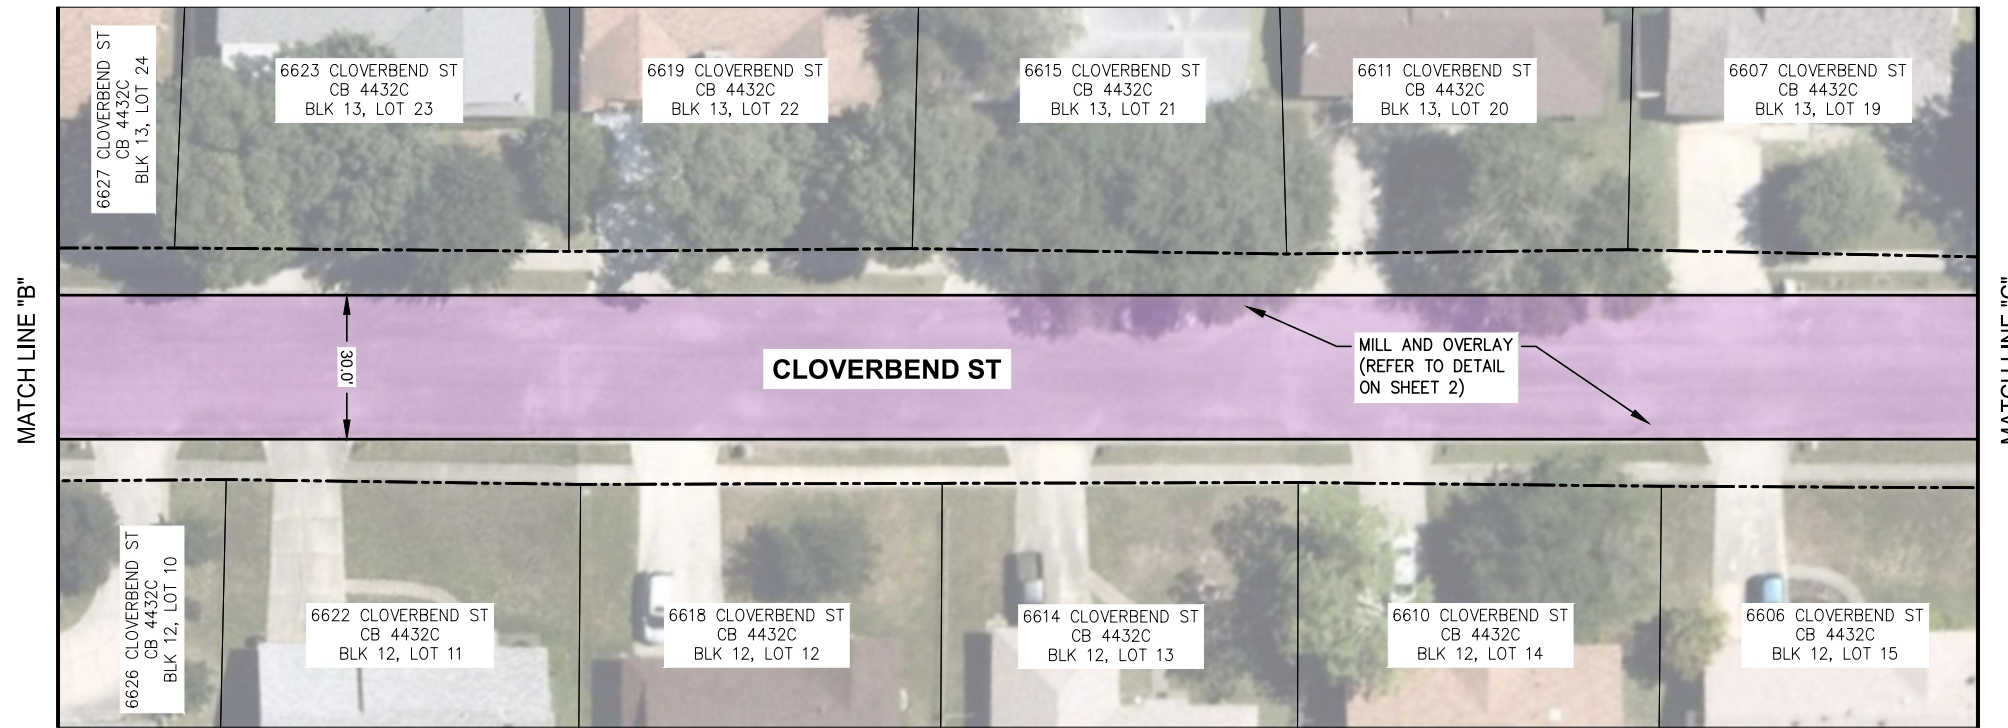 6627 CLOVERBEND ST
CB 4432C
BLK 13, LOT 24
6623 CLOVERBEND ST
CB 4432C
BLK 13, LOT 23
6619 CLOVERBEND ST
CB 4432C
BLK 13, LOT 22
6615 CLOVERBEND ST
CB 4432C
BLK 13, LOT 21
6611 CLOVERBEND ST
CB 4432C
BLK 13, LOT 20
6607 CLOVERBEND ST
CB 4432C
BLK 13, LOT 19
MATCH LINE "B"
30.0'
CLOVERBEND ST
MILL AND OVERLAY
(REFER TO DETAIL
ON SHEET 2)
MATCH LINE "C"
6626 CLOVERBEND ST
CB 4432C
BLK 12, LOT 10
6622 CLOVERBEND ST
CB 4432C
BLK 12, LOT 11
6618 CLOVERBEND ST
CB 4432C
BLK 12, LOT 12
6614 CLOVERBEND ST
CB 4432C
BLK 12, LOT 13
6610 CLOVERBEND ST
CB 4432C
BLK 12, LOT 14
6606 CLOVERBEND ST
CB 4432C
BLK 12, LOT 15